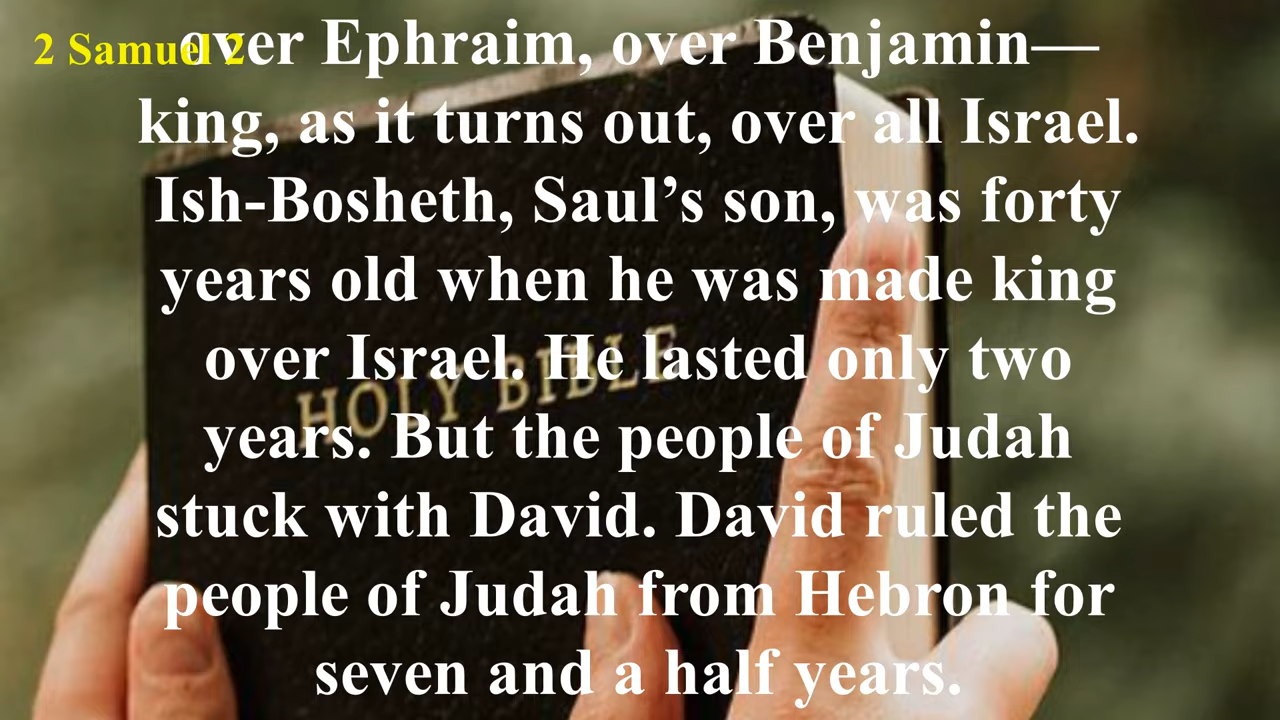 2 Samuel 2
over Ephraim, over Benjamin—
king, as it turns out, over all Israel.
Ish-Bosheth, Saul’s son, was forty
years old when he was made king
over Israel. He lasted only two
years. But the people of Judah
stuck with David. David ruled the
people of Judah from Hebron for
seven and a half years.
HOLY BIBLE